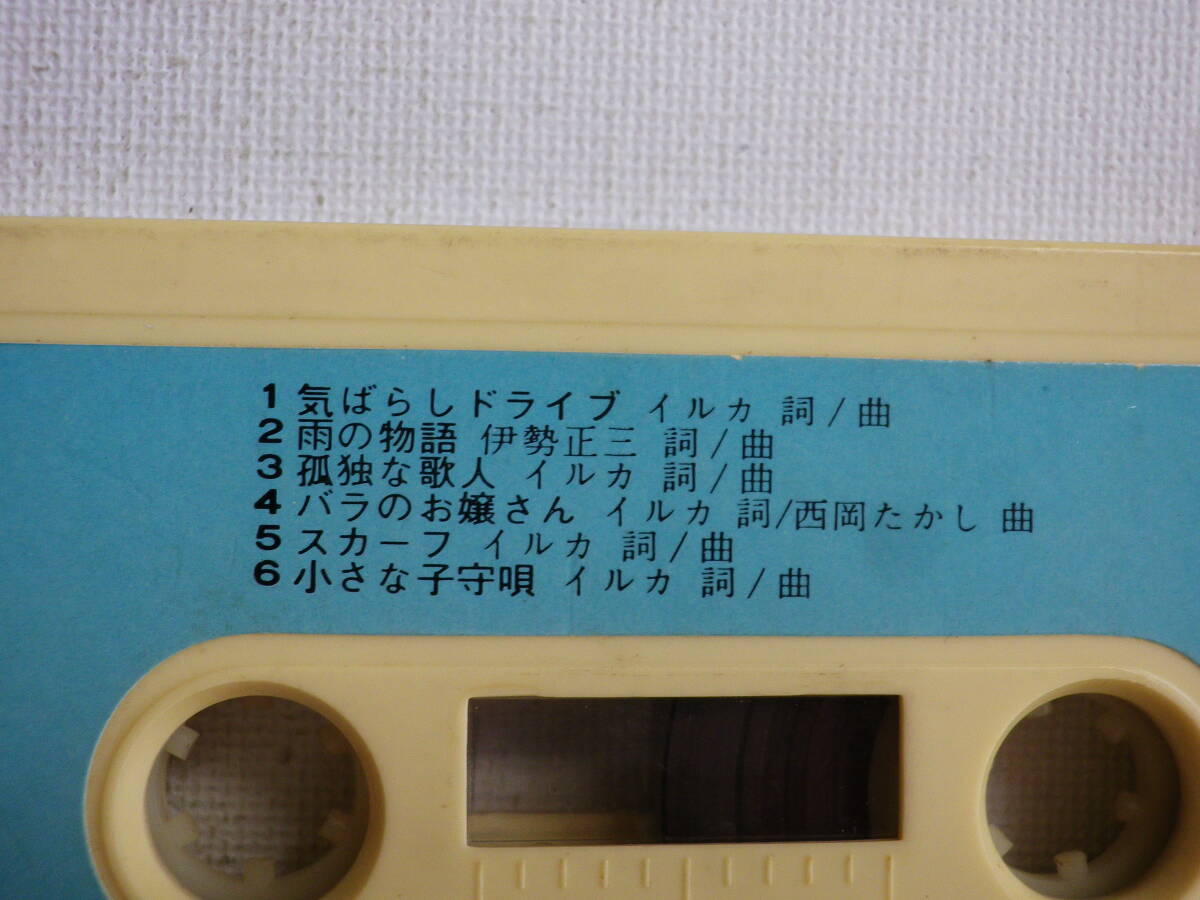 1 気ばらしドライブ イルカ 詞/曲
2 雨の物語 伊勢正三 詞/曲
3 孤独な歌人 イルカ 詞/曲
4 バラのお嬢さん イルカ 詞/西岡たかし 曲
5 スカーフ イルカ 詞/曲
6 小さな子守唄 イルカ 詞/曲